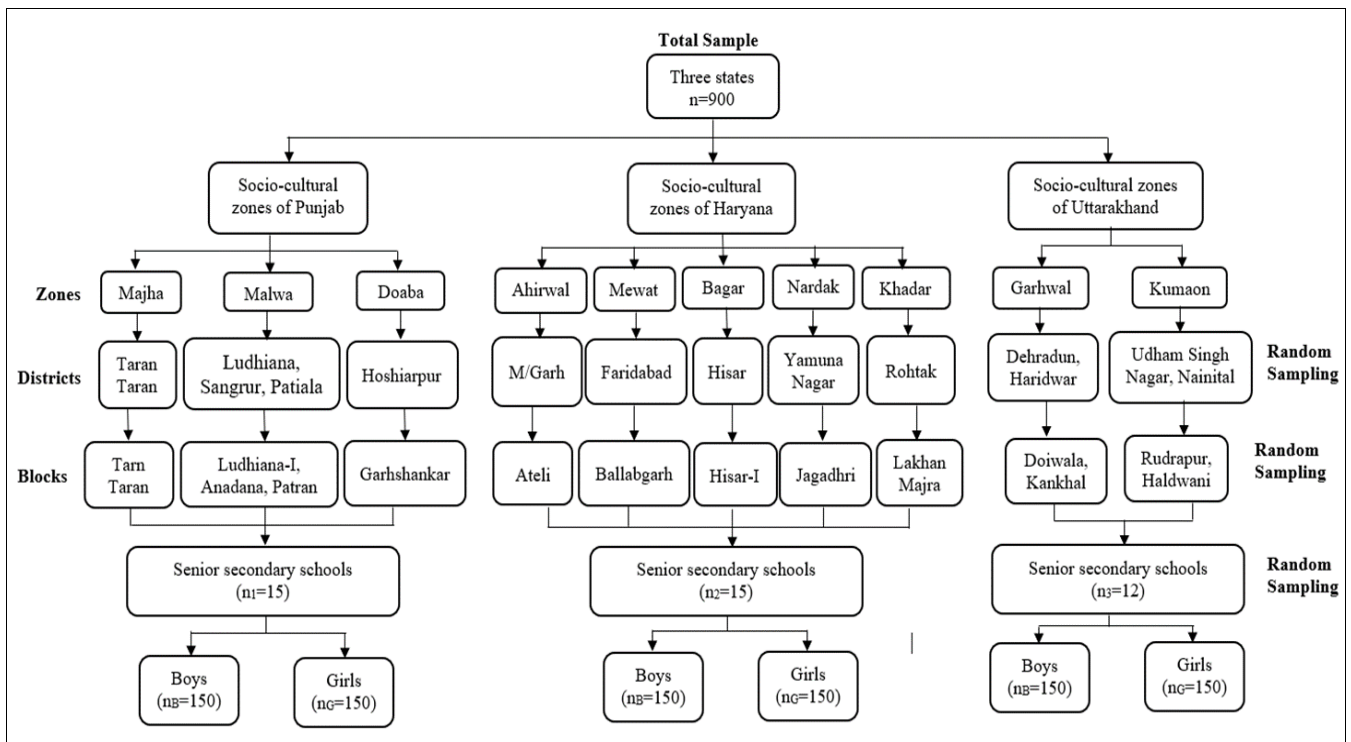 Total Sample
Three states
n=900
Socio-cultural
zones of Punjab
Socio-cultural
zones of Haryana
Socio-cultural zones
of Uttarakhand
Zones
Majha
Malwa
Doaba
Ahirwal
Mewat
Bagar
Nardak
Khadar
Garhwal
Kumaon
Districts
Taran
Taran
Ludhiana,
Sangrur, Patiala
Hoshiarpur
M/Garh
Faridabad
Hisar
Yamuna
Nagar
Rohtak
Dehradun,
Haridwar
Udham Singh
Nagar, Nainital
Random
Sampling
Blocks
Tarn
Taran
Ludhiana-I,
Anadana, Patran
Garhshankar
Ateli
Ballabgarh
Hisar-I
Jagadhri
Lakhan
Majra
Doiwala,
Kankhal
Rudrapur,
Haldwani
Random
Sampling
Senior secondary schools
(n1=15)
Senior secondary schools
(n2=15)
Senior secondary schools
(n3=12)
Random
Sampling
Boys
(nB=150)
Girls
(nG=150)
Boys
(nB=150)
Girls
(nG=150)
Boys
(nB=150)
Girls
(nG=150)